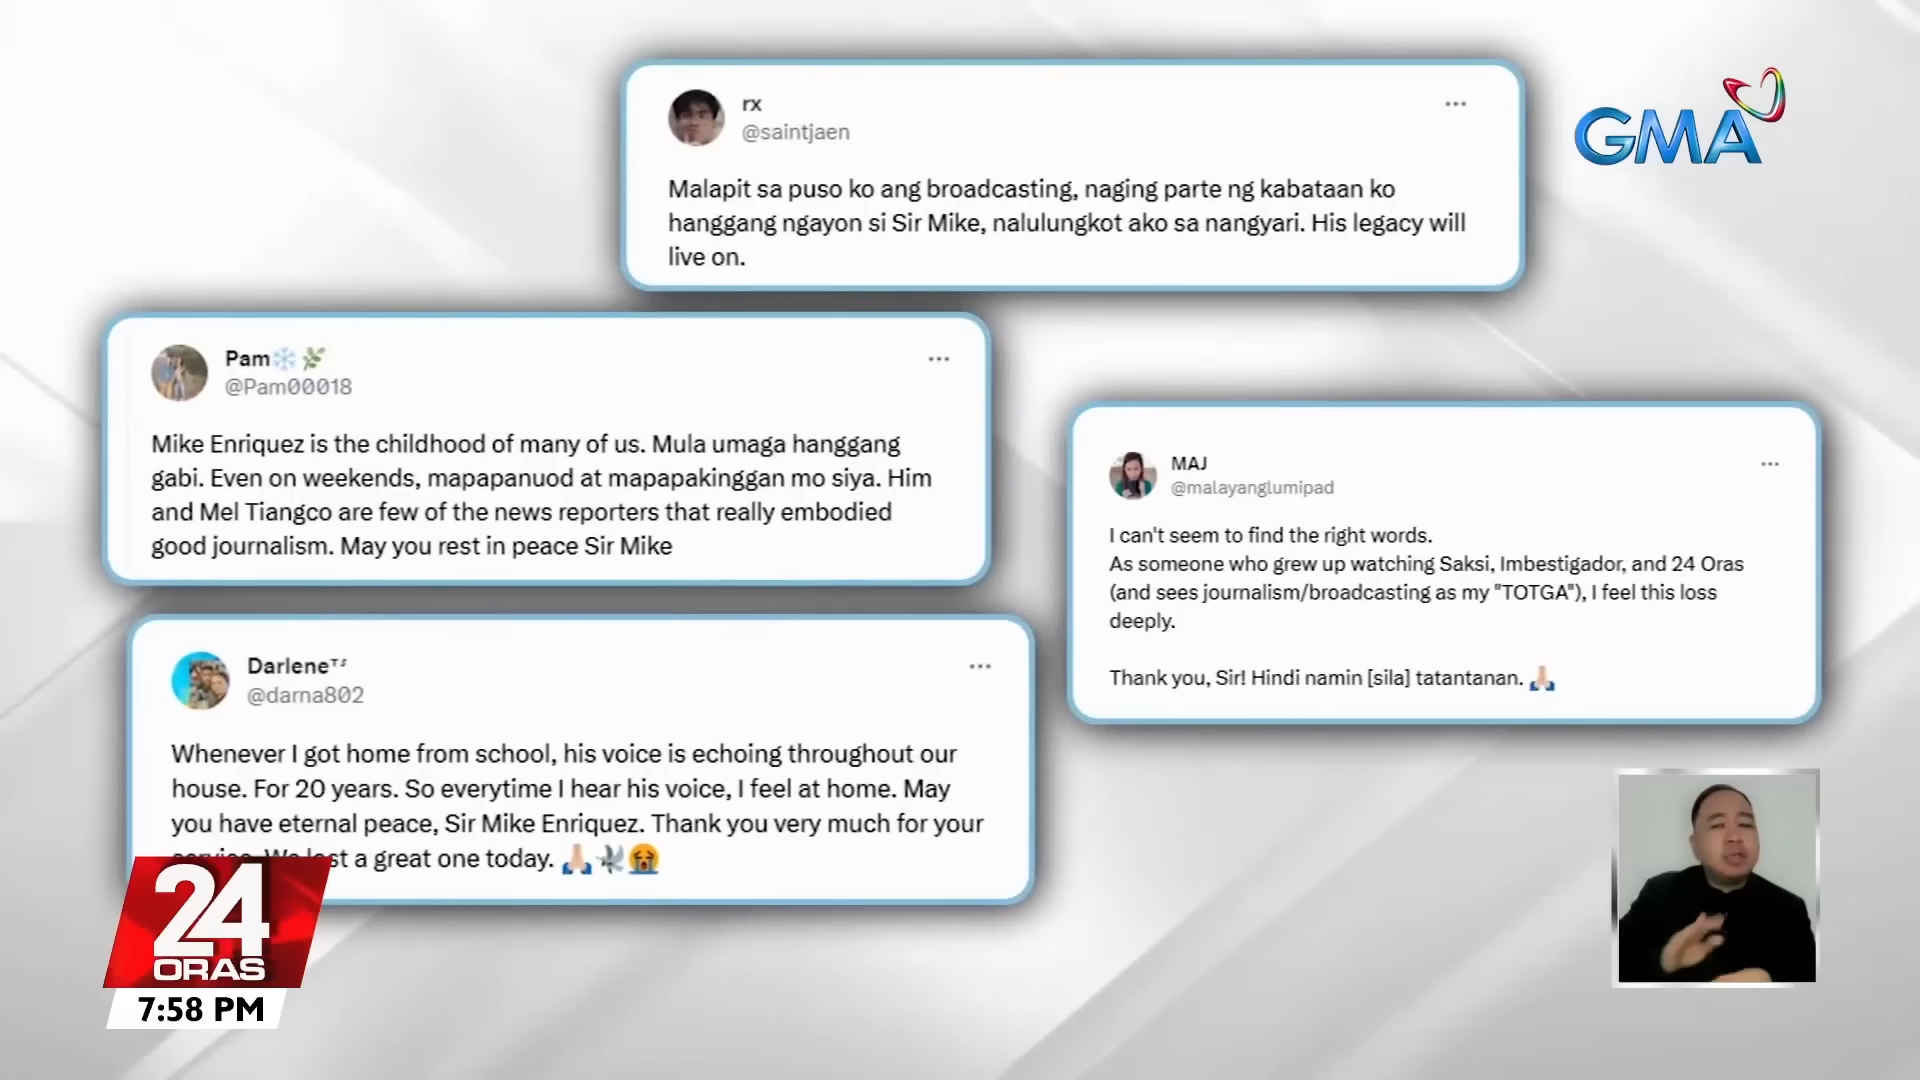 rx
@saintjaen
Malapit sa puso ko ang broadcasting, naging parte ng kabataan ko
hanggang ngayon si Sir Mike, nalulungkot ako sa nangyari. His legacy will
live on.
GMA
Pam❄️🌿
@Pam00018
Mike Enriquez is the childhood of many of us. Mula umaga hanggang
gabi. Even on weekends, mapapanuod at mapapakinggan mo siya. Him
and Mel Tiangco are few of the news reporters that really embodied
good journalism. May you rest in peace Sir Mike
MAJ
@malayanglumipad
I can't seem to find the right words.
As someone who grew up watching Saksi, Imbestigador, and 24 Oras
(and sees journalism/broadcasting as my "TOTGA"), I feel this loss
deeply.
Thank you, Sir! Hindi namin [sila] tatantanan. 🙏🏼
Darleneᵀˢ
@darna802
Whenever I got home from school, his voice is echoing throughout our
house. For 20 years. So everytime I hear his voice, I feel at home. May
you have eternal peace, Sir Mike Enriquez. Thank you very much for your
a great one today. 🙏🏼🕊️😭
24
ORAS
7:58 PM